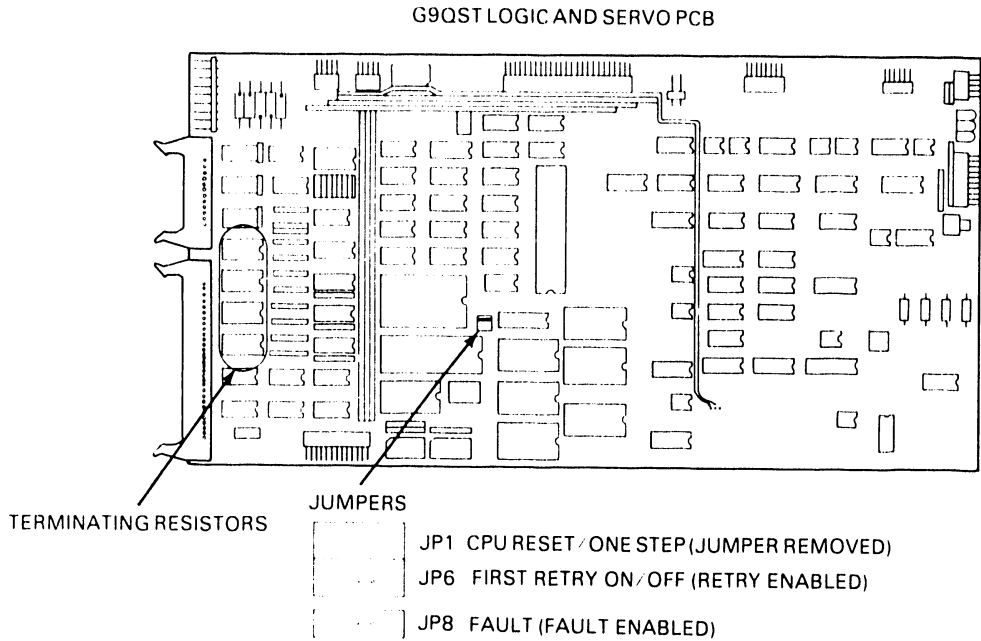 G9QST LOGIC AND SERVO PCB
TERMINATING RESISTORS
JUMPERS
JP1 CPU RESET/ONE STEP (JUMPER REMOVED)
JP6 FIRST RETRY ON/OFF (RETRY ENABLED)
JP8 FAULT (FAULT ENABLED)